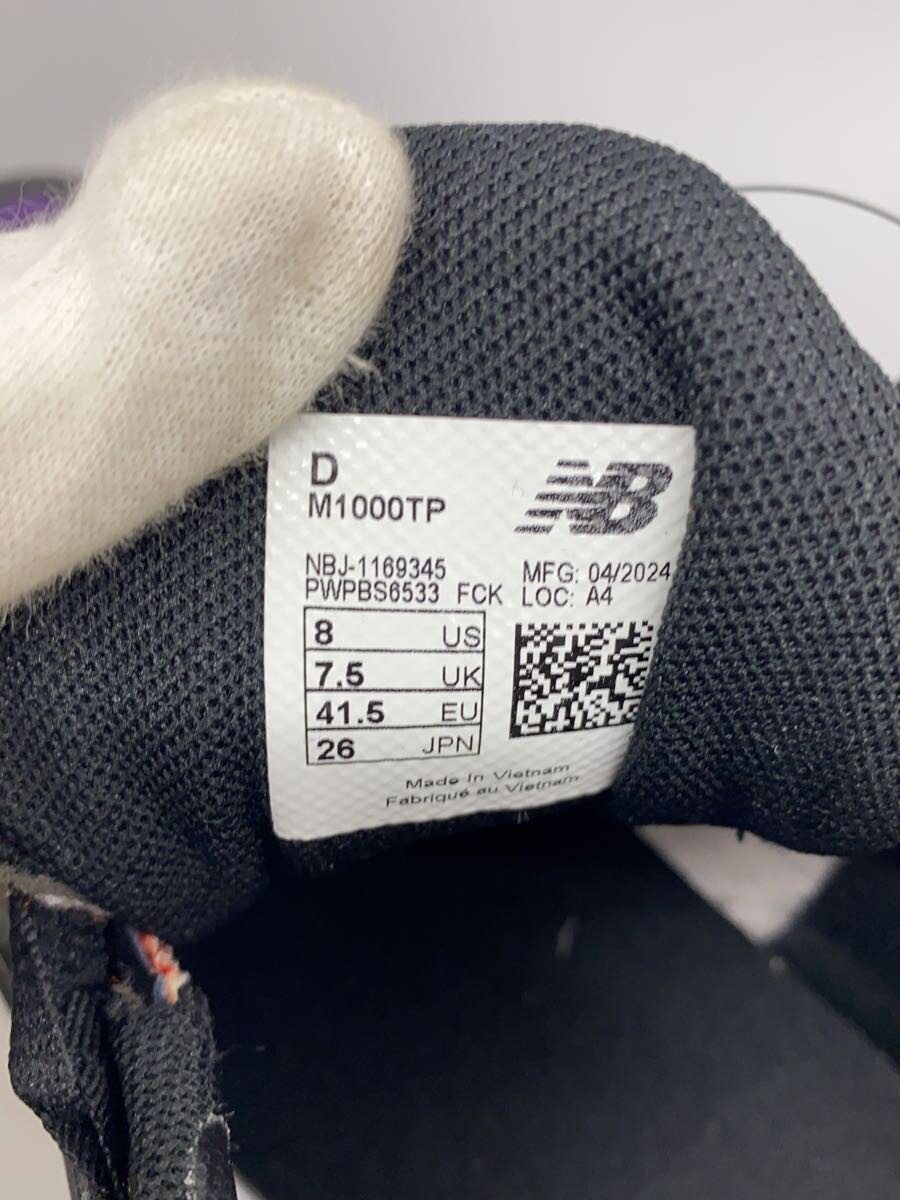 D
M1000TP
NB
NBJ-1169345
PWPBS6533 FCK
MFG: 04/2024
LOC: A4
8 US
7.5 UK
41.5 EU
26 JPN
Made In Vietnam
Fabriqué au Vietnam